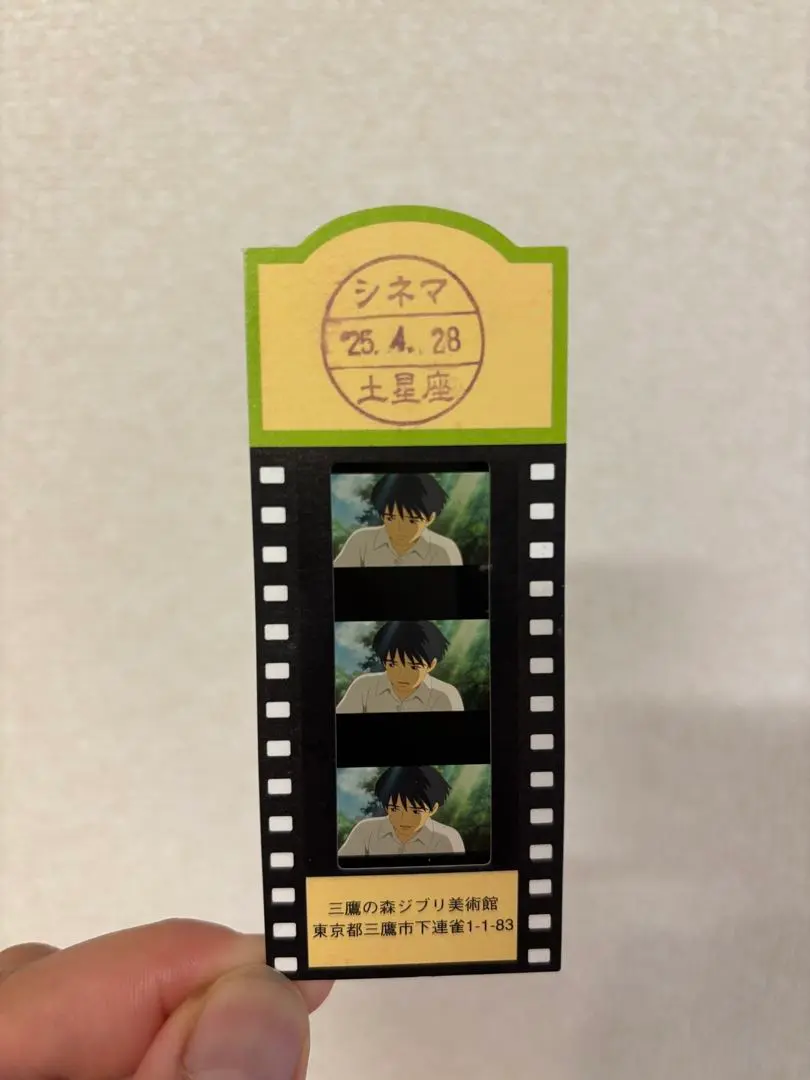 シネマ
'25.4.28
土星座
三鷹の森ジブリ美術館
東京都三鷹市下連雀1-1-83